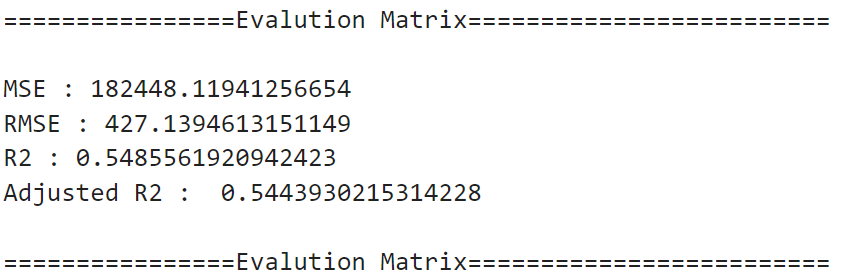 ================Evalution Matrix=========================
MSE : 182448.11941256654
RMSE : 427.1394613151149
R2 : 0.5485561920942423
Adjusted R2 :  0.5443930215314228
================Evalution Matrix=========================